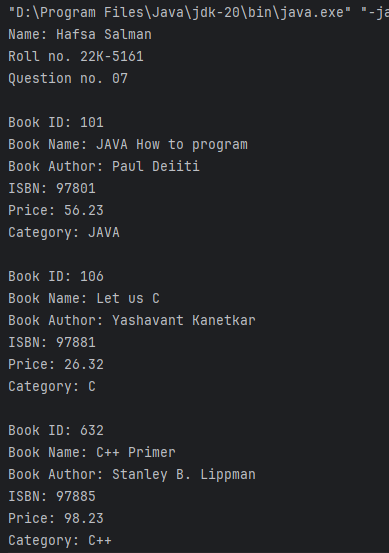 "D:\Program Files\Java\jdk-20\bin\java.exe" "-ja
Name: Hafsa Salman
Roll no. 22K-5161
Question no. 07
Book ID: 101
Book Name: JAVA How to program
Book Author: Paul Deiiti
ISBN: 97801
Price: 56.23
Category: JAVA
Book ID: 106
Book Name: Let us C
Book Author: Yashavant Kanetkar
ISBN: 97881
Price: 26.32
Category: C
Book ID: 632
Book Name: C++ Primer
Book Author: Stanley B. Lippman
ISBN: 97885
Price: 98.23
Category: C++